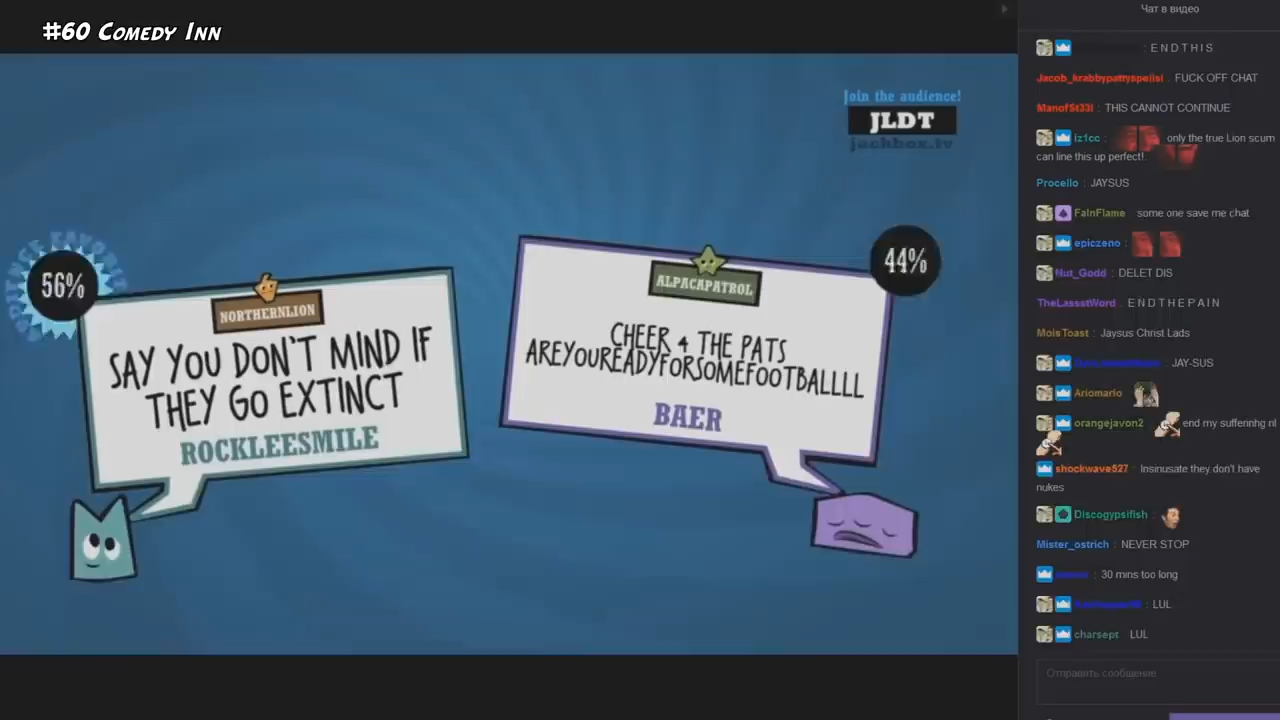 #60 Comedy Inn
Join the audience!
JLDT
jackbox.tv
56%
NORTHERNLION
SAY YOU DON'T MIND IF
THEY GO EXTINCT
ROCKLEESMILE
44%
ALPACAPATROL
CHEER 4 THE PATS
AREYOUREADYFORSOMEFOOTBALLLL
BAER
Чат в видео
: E N D T H I S
Jacob_krabbypattyspejisl : FUCK OFF CHAT
ManofSt33l : THIS CANNOT CONTINUE
iz1cc : only the true Lion scum
can line this up perfect!
Procello : JAYSUS
FalnFlame some one save me chat
epiczeno :
Nut_Godd : DELET DIS
TheLassstWord : E N D T H E P A I N
MoisToast : Jaysus Christ Lads
: JAY-SUS
Ariomario
orangejavon2 end my sufferinhg nl
shockwave527 : Insinusate they don't have
nukes
Discogypsifish :
Mister_ostrich : NEVER STOP
: 30 mins too long
: LUL
charsept LUL
Отправить сообщение